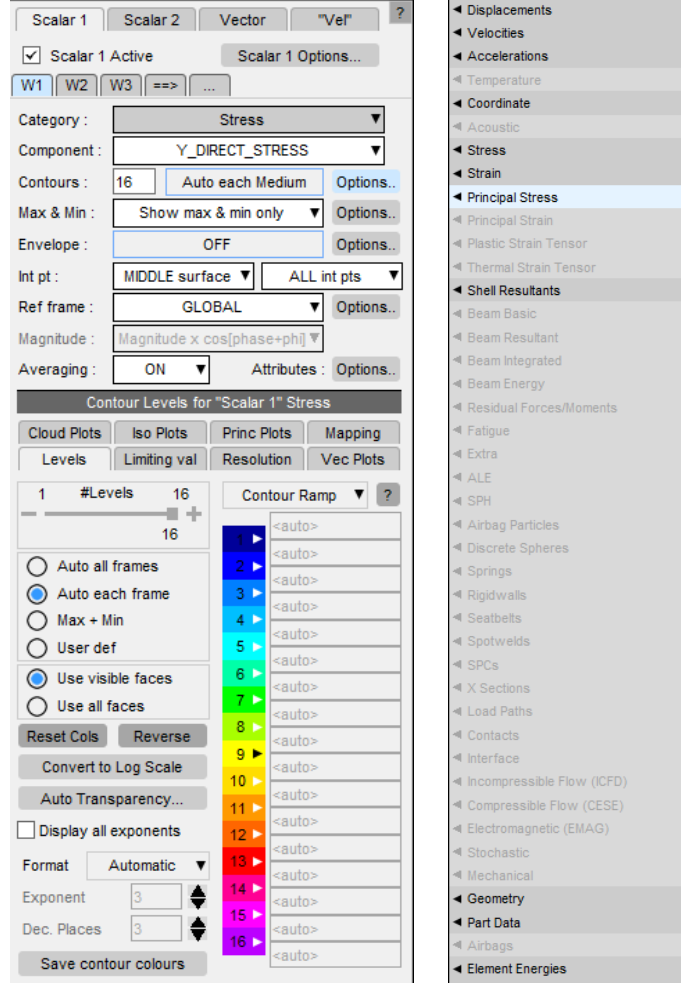 Scalar 1 Scalar 2 Vector "Vel" ?
Scalar 1 Active Scalar 1 Options...
W1 W2 W3 ==> ...
Category : Stress
Component : Y_DIRECT_STRESS
Contours : 16 Auto each Medium Options..
Max & Min : Show max & min only Options..
Envelope : OFF Options..
Int pt : MIDDLE surface ALL int pts
Ref frame : GLOBAL Options..
Magnitude : Magnitude x cos[phase+phi]
Averaging : ON Attributes : Options..
Contour Levels for "Scalar 1" Stress
Cloud Plots Iso Plots Princ Plots Mapping
Levels Limiting val Resolution Vec Plots
1 #Levels 16
16
Auto all frames
Auto each frame
Max + Min
User def
Use visible faces
Use all faces
Reset Cols Reverse
Convert to Log Scale
Auto Transparency...
Display all exponents
Format Automatic
Exponent 3
Dec. Places 3
Save contour colours
Contour Ramp ?
<auto>
1
<auto>
2
<auto>
3
<auto>
4
<auto>
5
<auto>
6
<auto>
7
<auto>
8
<auto>
9
<auto>
10
<auto>
11
<auto>
12
<auto>
13
<auto>
14
<auto>
15
<auto>
16
<auto>
Displacements
Velocities
Accelerations
Temperature
Coordinate
Acoustic
Stress
Strain
Principal Stress
Principal Strain
Plastic Strain Tensor
Thermal Strain Tensor
Shell Resultants
Beam Basic
Beam Resultant
Beam Integrated
Beam Energy
Residual Forces/Moments
Fatigue
Extra
ALE
SPH
Airbag Particles
Discrete Spheres
Springs
Rigidwalls
Seatbelts
Spotwelds
SPCs
X Sections
Load Paths
Contacts
Interface
Incompressible Flow (ICFD)
Compressible Flow (CESE)
Electromagnetic (EMAG)
Stochastic
Mechanical
Geometry
Part Data
Airbags
Element Energies